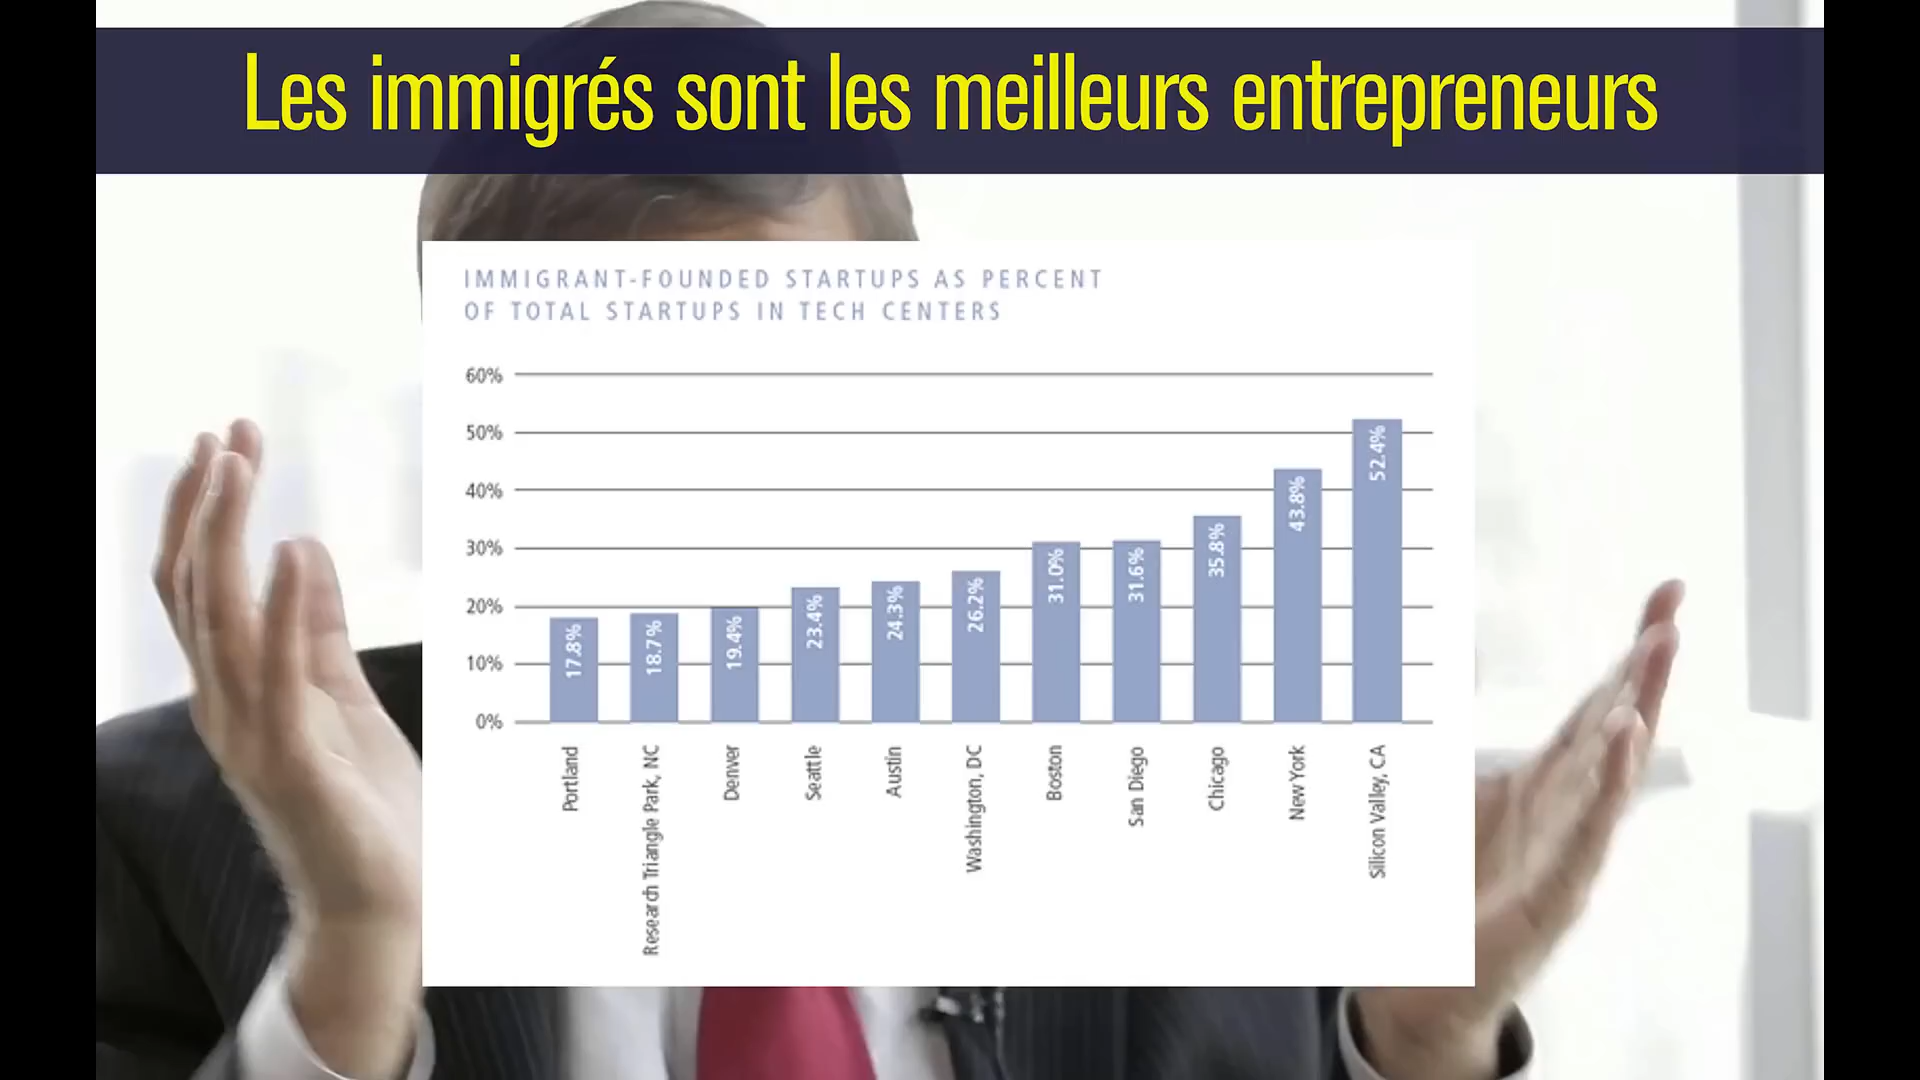 Les immigrés sont les meilleurs entrepreneurs
IMMIGRANT-FOUNDED STARTUPS AS PERCENT
OF TOTAL STARTUPS IN TECH CENTERS
60%
50%
40%
30%
20%
10%
0%
17.8%
18.7%
19.4%
23.4%
24.3%
26.2%
31.0%
31.6%
35.8%
43.8%
52.4%
Portland
Research Triangle Park, NC
Denver
Seattle
Austin
Washington, DC
Boston
San Diego
Chicago
New York
Silicon Valley, CA